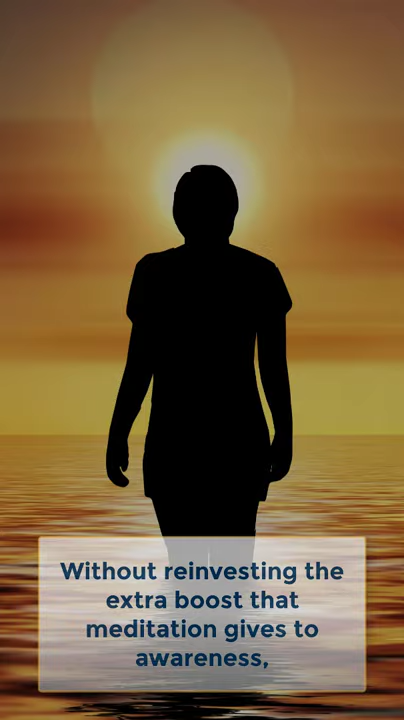 Without reinvesting the
extra boost that
meditation gives to
awareness,